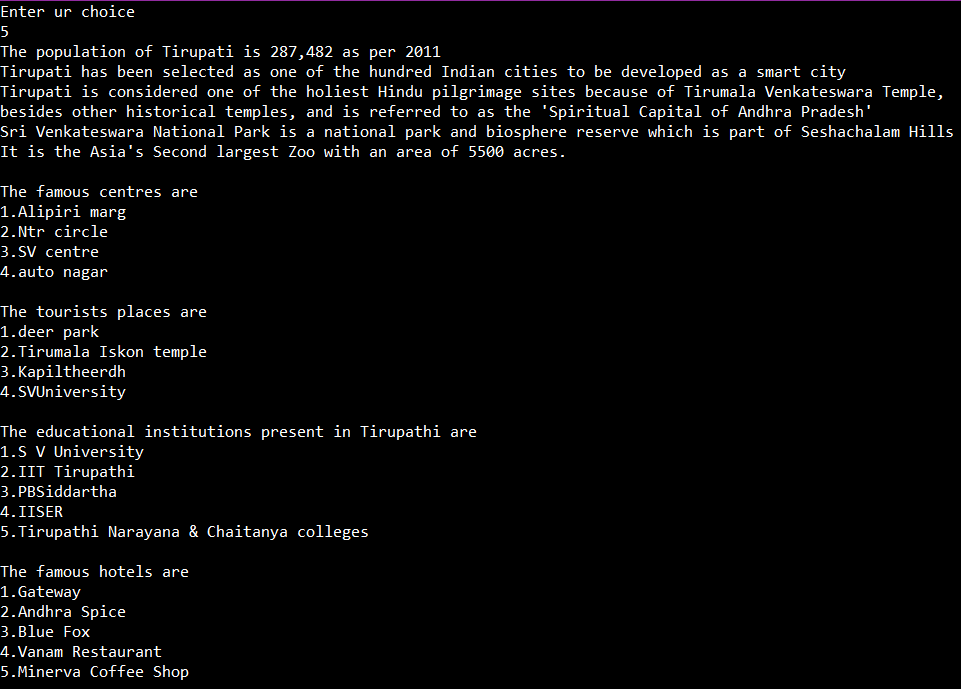 Enter ur choice
5
The population of Tirupati is 287,482 as per 2011
Tirupati has been selected as one of the hundred Indian cities to be developed as a smart city
Tirupati is considered one of the holiest Hindu pilgrimage sites because of Tirumala Venkateswara Temple,
besides other historical temples, and is referred to as the 'Spiritual Capital of Andhra Pradesh'
Sri Venkateswara National Park is a national park and biosphere reserve which is part of Seshachalam Hills
It is the Asia's Second largest Zoo with an area of 5500 acres.
The famous centres are
1.Alipiri marg
2.Ntr circle
3.SV centre
4.auto nagar
The tourists places are
1.deer park
2.Tirumala Iskon temple
3.Kapiltheerdh
4.SVUniversity
The educational institutions present in Tirupathi are
1.S V University
2.IIT Tirupathi
3.PBSiddartha
4.IISER
5.Tirupathi Narayana & Chaitanya colleges
The famous hotels are
1.Gateway
2.Andhra Spice
3.Blue Fox
4.Vanam Restaurant
5.Minerva Coffee Shop